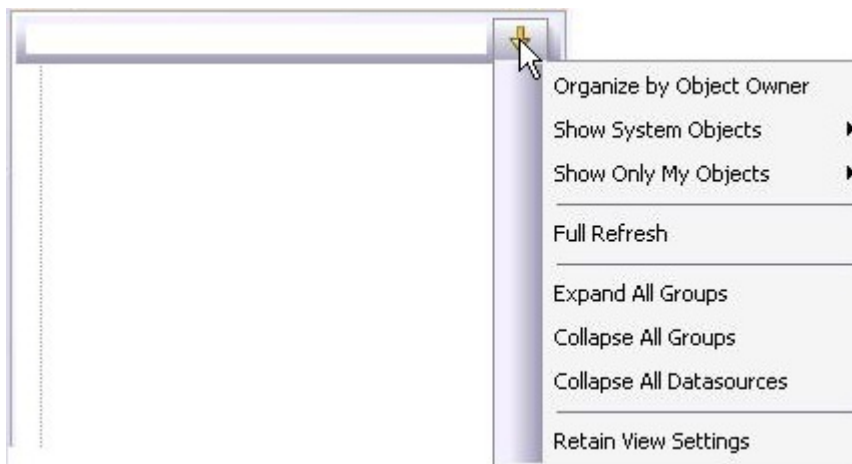 Organize by Object Owner
Show System Objects
Show Only My Objects
Full Refresh
Expand All Groups
Collapse All Groups
Collapse All Datasources
Retain View Settings